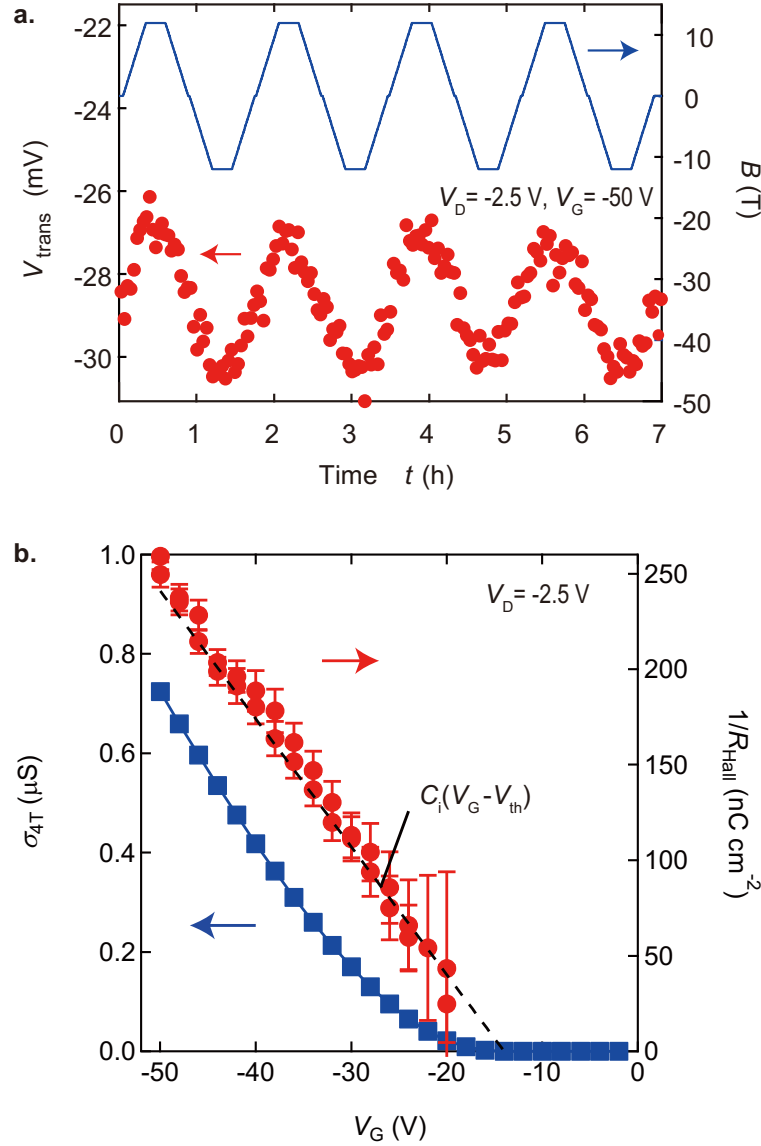 a.
-22
-24
-26
-28
-30
V_trans (mV)
10
0
-10
-20
-30
-40
-50
B (T)
V_D= -2.5 V, V_G= -50 V
0 1 2 3 4 5 6 7
Time t (h)
b.
1.0
0.8
0.6
0.4
0.2
0.0
σ_4T (μS)
250
200
150
100
50
0
1/R_Hall (nC cm^-2)
V_D= -2.5 V
C_i(V_G-V_th)
-50 -40 -30 -20 -10 0
V_G (V)